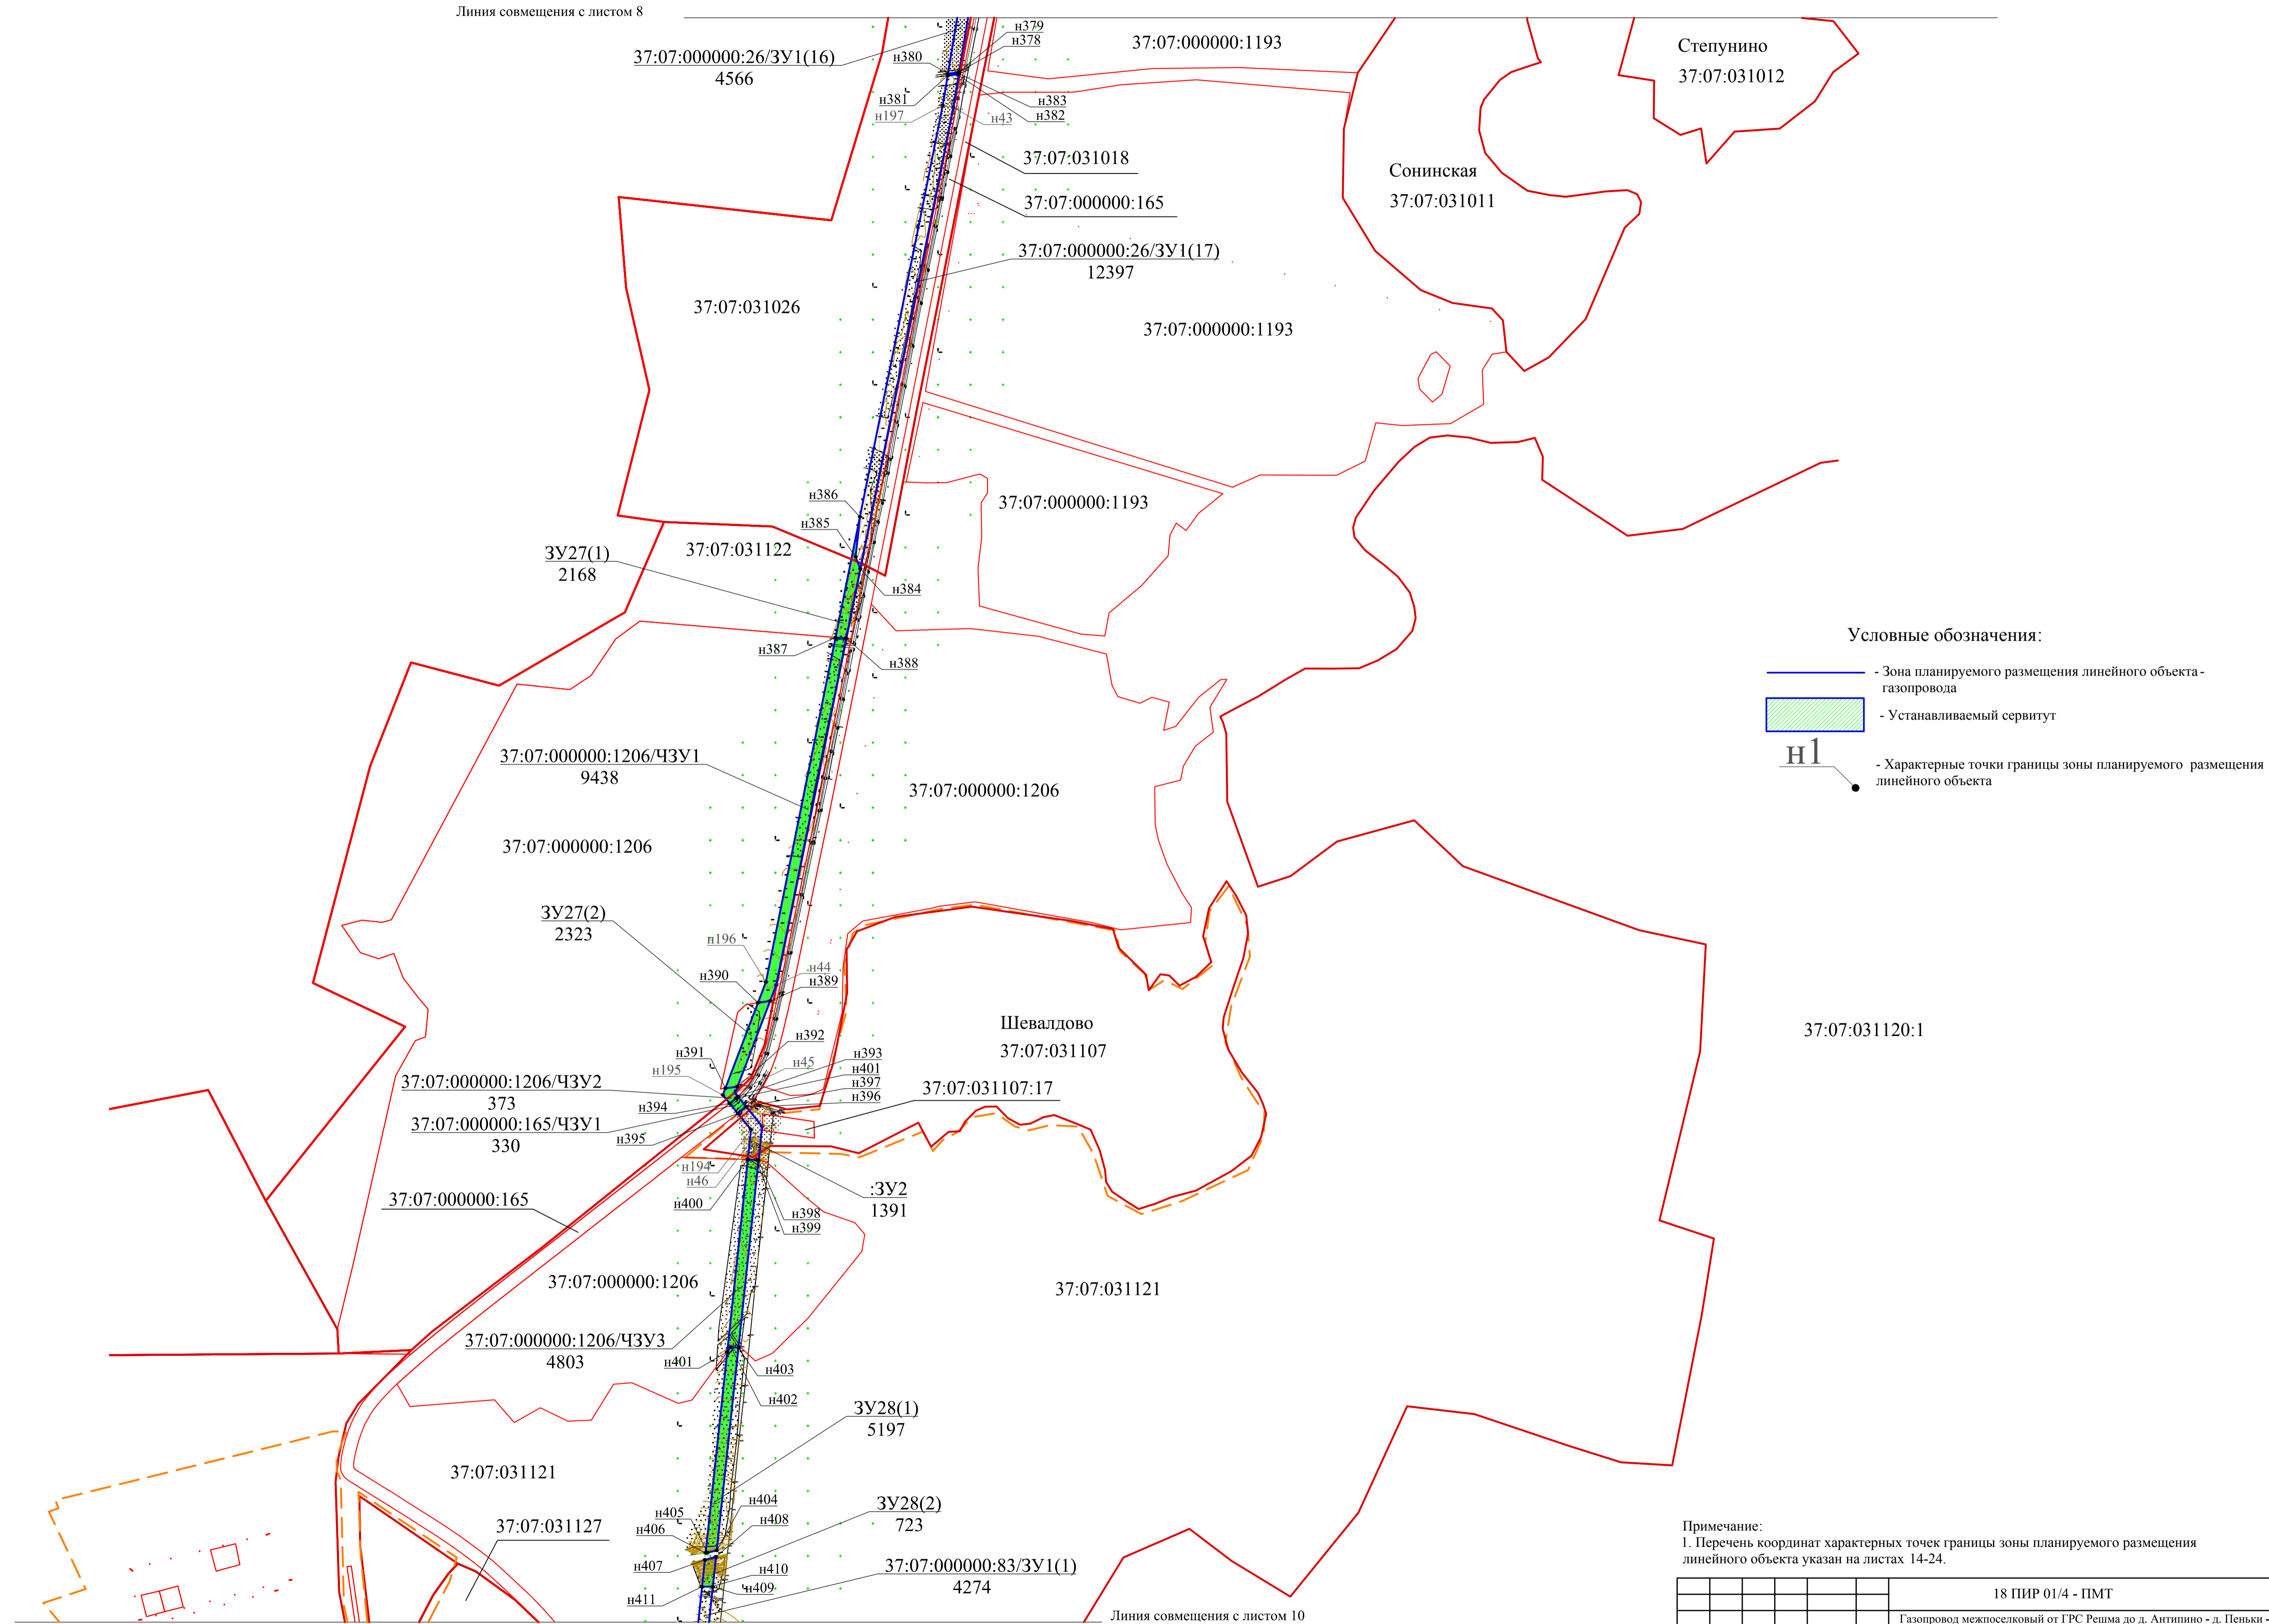 Линия совмещения с листом 8
н379
н378
37:07:000000:1193
Степунино
37:07:031012
37:07:000000:26/ЗУ1(16)
4566
н380
н381
н197
н383
н43
н382
37:07:031018
Сонинская
37:07:031011
37:07:000000:165
37:07:000000:26/ЗУ1(17)
12397
37:07:031026
37:07:000000:1193
н386
37:07:000000:1193
н385
ЗУ27(1)
2168
37:07:031122
н384
н387
н388
Условные обозначения:
- Зона планируемого размещения линейного объекта -
газопровода
- Устанавливаемый сервитут
н1
- Характерные точки границы зоны планируемого размещения
линейного объекта
37:07:000000:1206/ЧЗУ1
9438
37:07:000000:1206
37:07:000000:1206
ЗУ27(2)
2323
н196
н44
н390
н389
Шевалдово
37:07:031107
37:07:031120:1
н392
н391
н393
н195
н45
н401
37:07:000000:1206/ЧЗУ2
373
н397
н396
37:07:031107:17
н394
37:07:000000:165/ЧЗУ1
330
н395
н194
н46
37:07:000000:165
:ЗУ2
1391
н400
н398
н399
37:07:000000:1206
37:07:031121
37:07:000000:1206/ЧЗУ3
4803
н401
н403
н402
ЗУ28(1)
5197
37:07:031121
н404
ЗУ28(2)
723
н405
н406
н408
37:07:031127
н407
н410
н409
37:07:000000:83/ЗУ1(1)
4274
н411
Линия совмещения с листом 10
Примечание:
1. Перечень координат характерных точек границы зоны планируемого размещения
линейного объекта указан на листах 14-24.
18 ПИР 01/4 - ПМТ
Газопровод межпоселковый от ГРС Решма до д. Антипино - д. Пеньки -